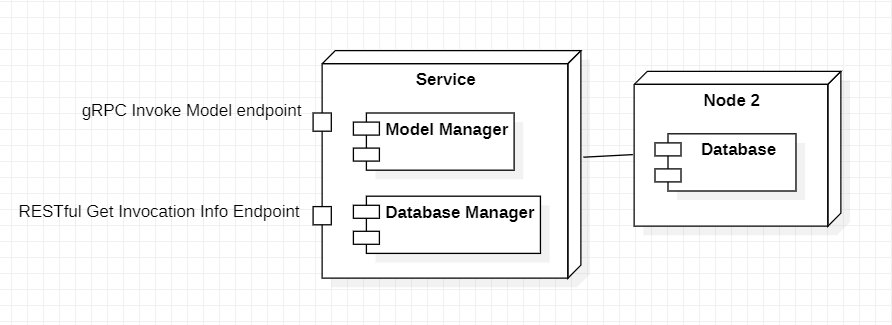 Service
gRPC Invoke Model endpoint
Model Manager
RESTful Get Invocation Info Endpoint
Database Manager
Node 2
Database